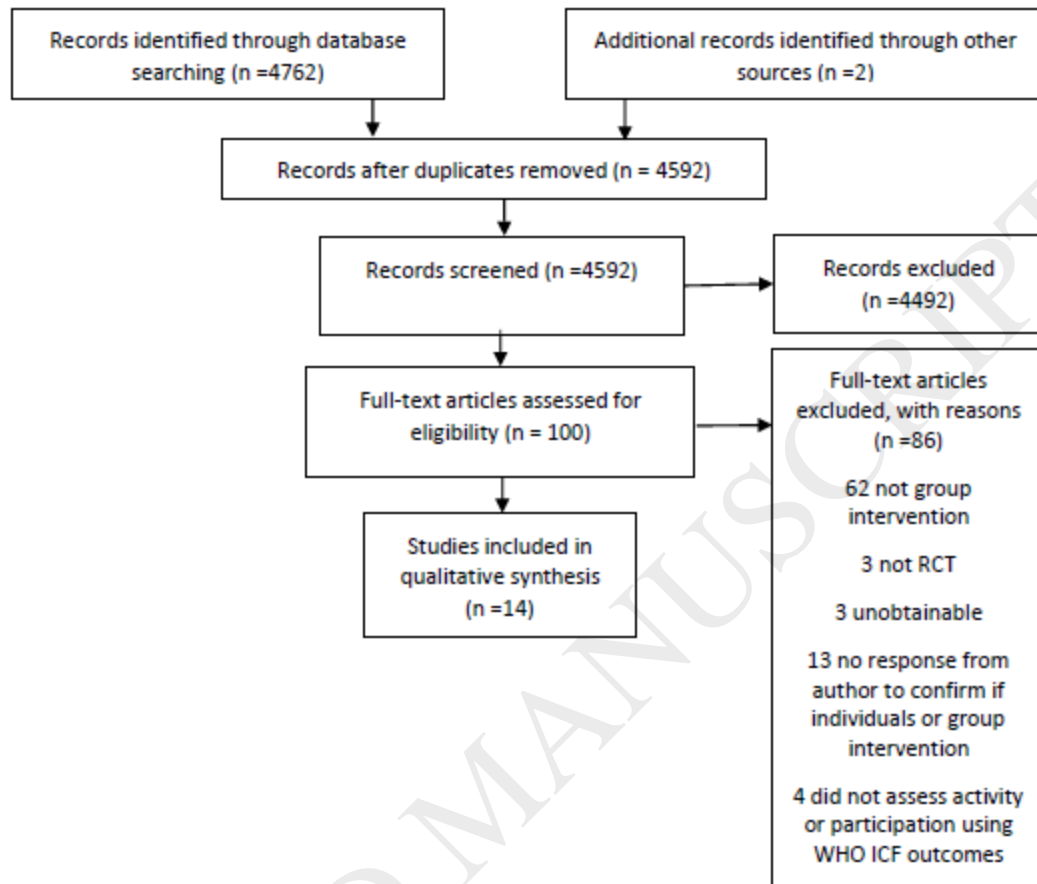 Records identified through database
searching (n =4762)
Additional records identified through other
sources (n =2)
Records after duplicates removed (n = 4592)
Records screened (n =4592)
Records excluded
(n =4492)
Full-text articles assessed for
eligibility (n = 100)
Full-text articles
excluded, with reasons
(n =86)
62 not group
intervention
3 not RCT
3 unobtainable
13 no response from
author to confirm if
individuals or group
intervention
4 did not assess activity
or participation using
WHO ICF outcomes
Studies included in
qualitative synthesis
(n =14)
MANUSCRIPT